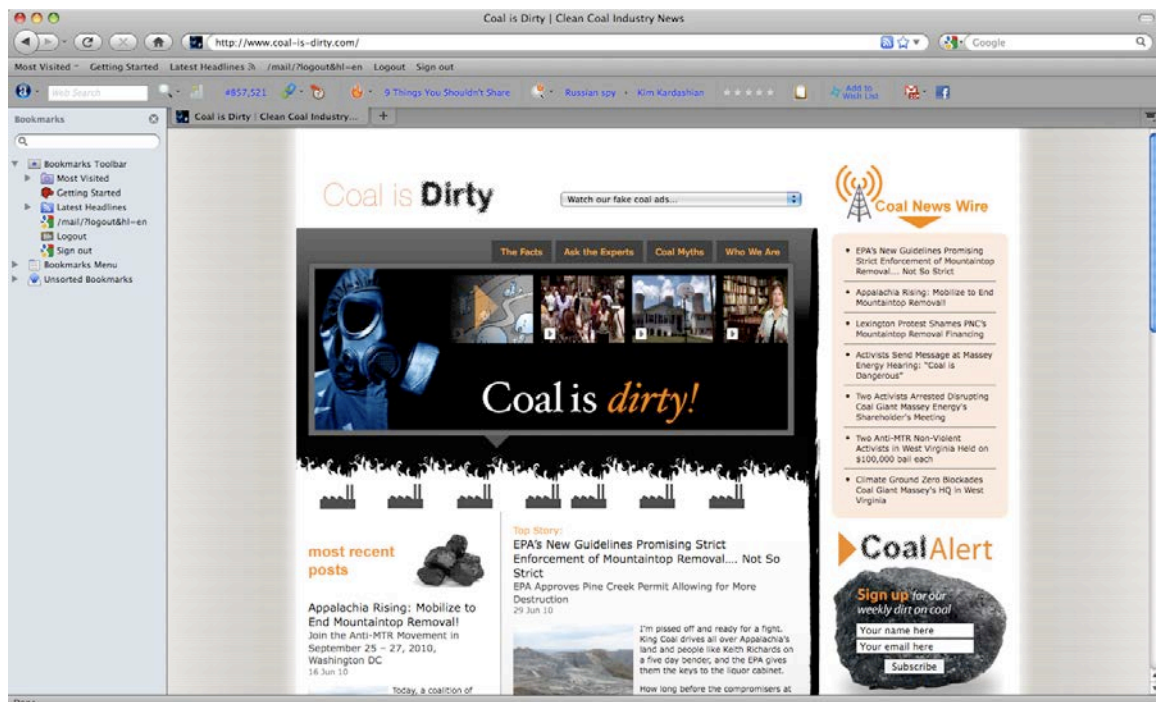 Coal is Dirty | Clean Coal Industry News
http://www.coal-is-dirty.com/
Google
Most Visited Getting Started Latest Headlines /mail/?logout&hl=en Logout Sign out
Web Search #857,521 9 Things You Shouldn't Share Russian spy Kim Kardashian Add to Wish List
Bookmarks
Coal is Dirty | Clean Coal Industry...
Bookmarks Toolbar
Most Visited
Getting Started
Latest Headlines
/mail/?logout&hl=en
Logout
Sign out
Bookmarks Menu
Unsorted Bookmarks
Coal is Dirty
Watch our fake coal ads...
The Facts Ask the Experts Coal Myths Who We Are
Coal is dirty!
most recent
posts
Appalachia Rising: Mobilize to
End Mountaintop Removal!
Join the Anti-MTR Movement in
September 25 – 27, 2010,
Washington DC
16 Jun 10
Today, a coalition of
Top Story:
EPA's New Guidelines Promising Strict
Enforcement of Mountaintop Removal.... Not So
Strict
EPA Approves Pine Creek Permit Allowing for More
Destruction
29 Jun 10
I'm pissed off and ready for a fight.
King Coal drives all over Appalachia's
land and people like Keith Richards on
a five day bender, and the EPA gives
them the keys to the liquor cabinet.
How long before the compromisers at
Coal News Wire
EPA's New Guidelines Promising
Strict Enforcement of Mountaintop
Removal.... Not So Strict
Appalachia Rising: Mobilize to End
Mountaintop Removal!
Lexington Protest Shames PNC's
Mountaintop Removal Financing
Activists Send Message at Massey
Energy Hearing: "Coal is
Dangerous"
Two Activists Arrested Disrupting
Coal Giant Massey Energy's
Shareholder's Meeting
Two Anti-MTR Non-Violent
Activists in West Virginia Held on
$100,000 bail each
Climate Ground Zero Blockades
Coal Giant Massey's HQ in West
Virginia
CoalAlert
Sign up for our
weekly dirt on coal
Your name here
Your email here
Subscribe